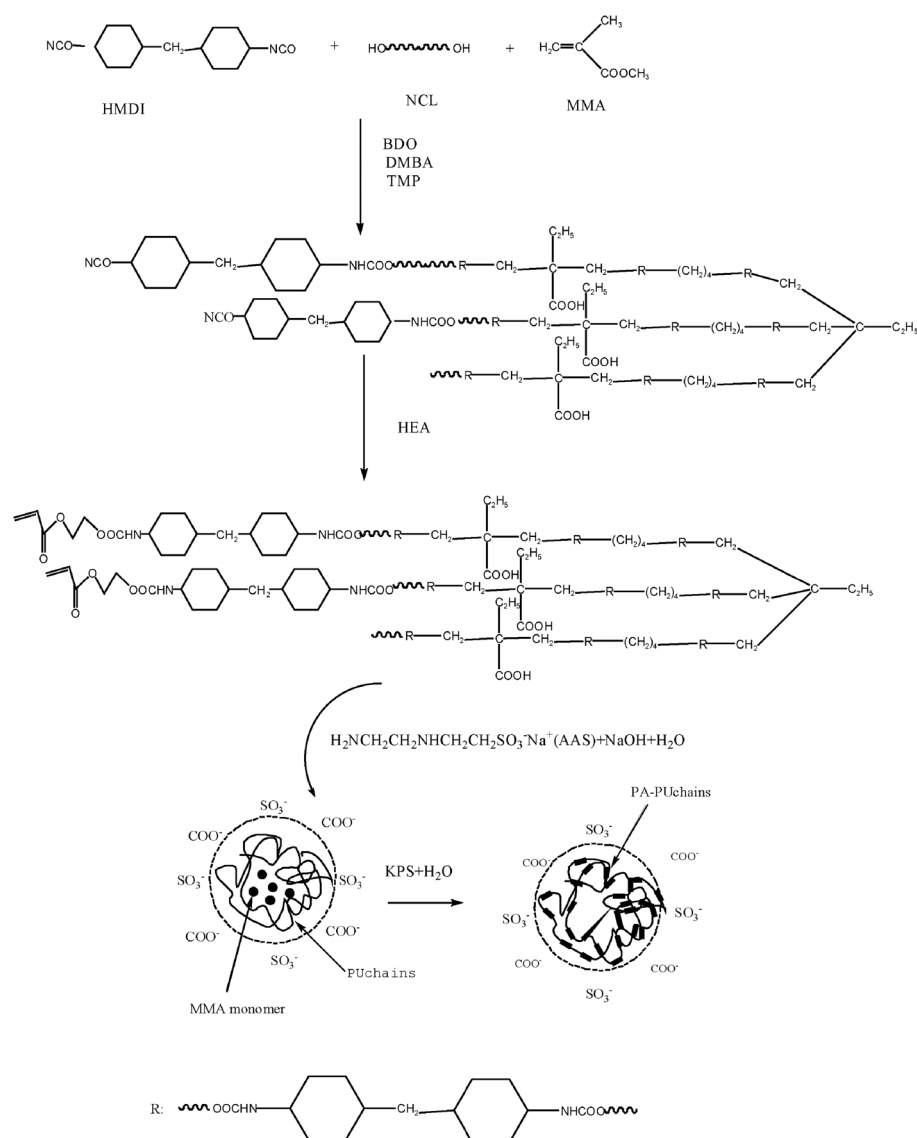 NCO CH₂ NCO + HO OH + H₂C CH₃ COOCH₃
HMDI NCL MMA
BDO
DMBA
TMP
C₂H₅
NCO CH₂ NHCOO R CH₂ C CH₂ R (CH₂)₄ R CH₂
COOH C₂H₅
NCO CH₂ NHCOO R CH₂ C CH₂ R (CH₂)₄ R CH₂ C C₂H₅
C₂H₅ COOH
R CH₂ C CH₂ R (CH₂)₄ R CH₂
COOH
HEA
C₂H₅
O O OOCHN CH₂ NHCOO R CH₂ C CH₂ R (CH₂)₄ R CH₂
COOH C₂H₅
O O OOCHN CH₂ NHCOO R CH₂ C CH₂ R (CH₂)₄ R CH₂ C C₂H₅
C₂H₅ COOH
R CH₂ C CH₂ R (CH₂)₄ R CH₂
COOH
H₂NCH₂CH₂NHCH₂CH₂SO₃⁻Na⁺(AAS)+NaOH+H₂O
PA-PUchains
SO₃⁻ SO₃⁻
COO⁻ COO⁻ COO⁻ COO⁻
KPS+H₂O
SO₃⁻ SO₃⁻ SO₃⁻ SO₃⁻
COO⁻ COO⁻ COO⁻ COO⁻
SO₃⁻ SO₃⁻
PUchains
MMA monomer
R: OOCHN CH₂ NHCOO